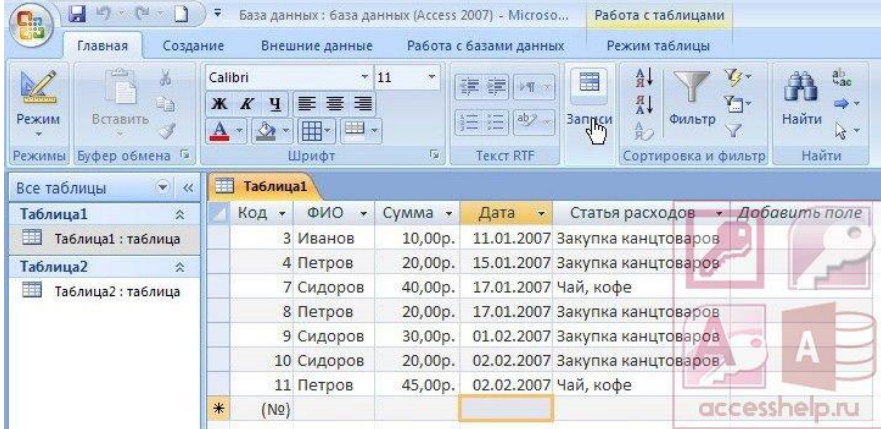 База данных : база данных (Access 2007) - Microso...
Работа с таблицами
Главная Создание Внешние данные Работа с базами данных Режим таблицы
Calibri 11
Ж К Ч
Режим Вставить Записи Фильтр Найти
Режимы Буфер обмена Шрифт Текст RTF Сортировка и фильтр Найти
Все таблицы
Таблица1
Таблица1 : таблица
Таблица2
Таблица2 : таблица
Таблица1
Код ФИО Сумма Дата Статья расходов Добавить поле
3 Иванов 10,00р. 11.01.2007 Закупка канцтоваров
4 Петров 20,00р. 15.01.2007 Закупка канцтоваров
7 Сидоров 40,00р. 17.01.2007 Чай, кофе
8 Петров 20,00р. 17.01.2007 Закупка канцтоваров
9 Сидоров 30,00р. 01.02.2007 Закупка канцтоваров
10 Сидоров 20,00р. 02.02.2007 Закупка канцтоваров
11 Петров 45,00р. 02.02.2007 Чай, кофе
(№)
accesshelp.ru